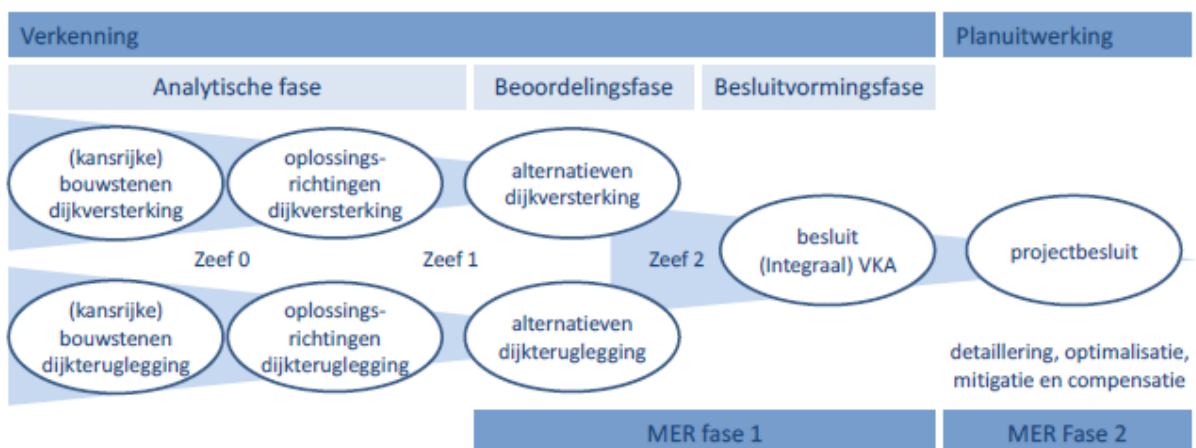 Verkenning
Planuitwerking
Analytische fase
Beoordelingsfase
Besluitvormingsfase
(kansrijke)
bouwstenen
dijkversterking
oplossings-
richtingen
dijkversterking
alternatieven
dijkversterking
Zeef 0
Zeef 1
Zeef 2
besluit
(Integraal) VKA
projectbesluit
(kansrijke)
bouwstenen
dijkteruglegging
oplossings-
richtingen
dijkteruglegging
alternatieven
dijkteruglegging
detaillering, optimalisatie,
mitigatie en compensatie
MER fase 1
MER Fase 2